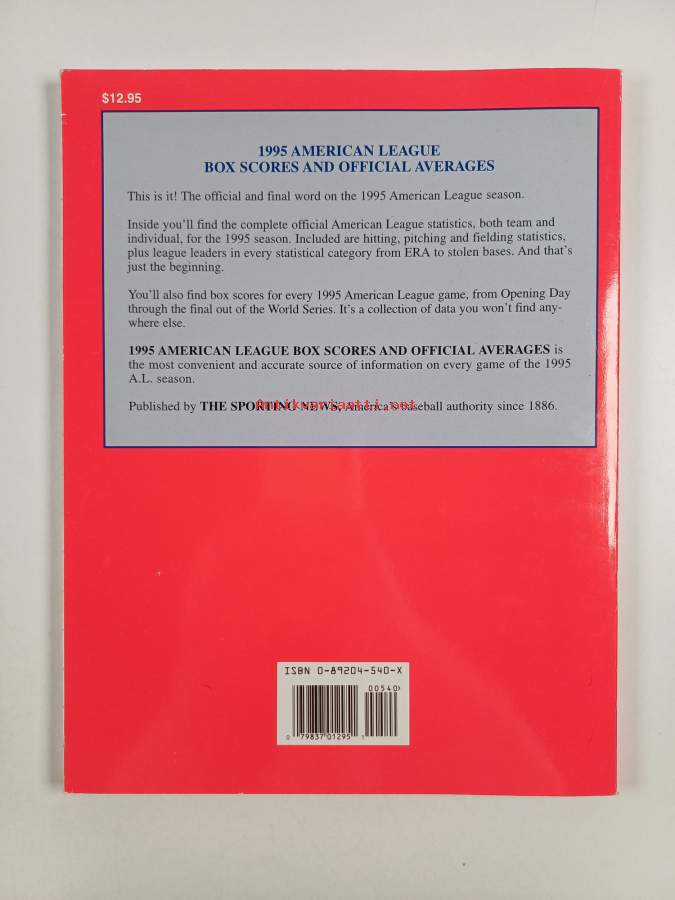 $12.95
1995 AMERICAN LEAGUE
BOX SCORES AND OFFICIAL AVERAGES
This is it! The official and final word on the 1995 American League season.
Inside you'll find the complete official American League statistics, both team and
individual, for the 1995 season. Included are hitting, pitching and fielding statistics,
plus league leaders in every statistical category from ERA to stolen bases. And that's
just the beginning.
You'll also find box scores for every 1995 American League game, from Opening Day
through the final out of the World Series. It's a collection of data you won't find any-
where else.
1995 AMERICAN LEAGUE BOX SCORES AND OFFICIAL AVERAGES is
the most convenient and accurate source of information on every game of the 1995
A.L. season.
Published by THE SPORTING NEWS, America's baseball authority since 1886.
Antikvariaatti.net
ISBN 0-89204-540-X
00540
0 79837 01295 1